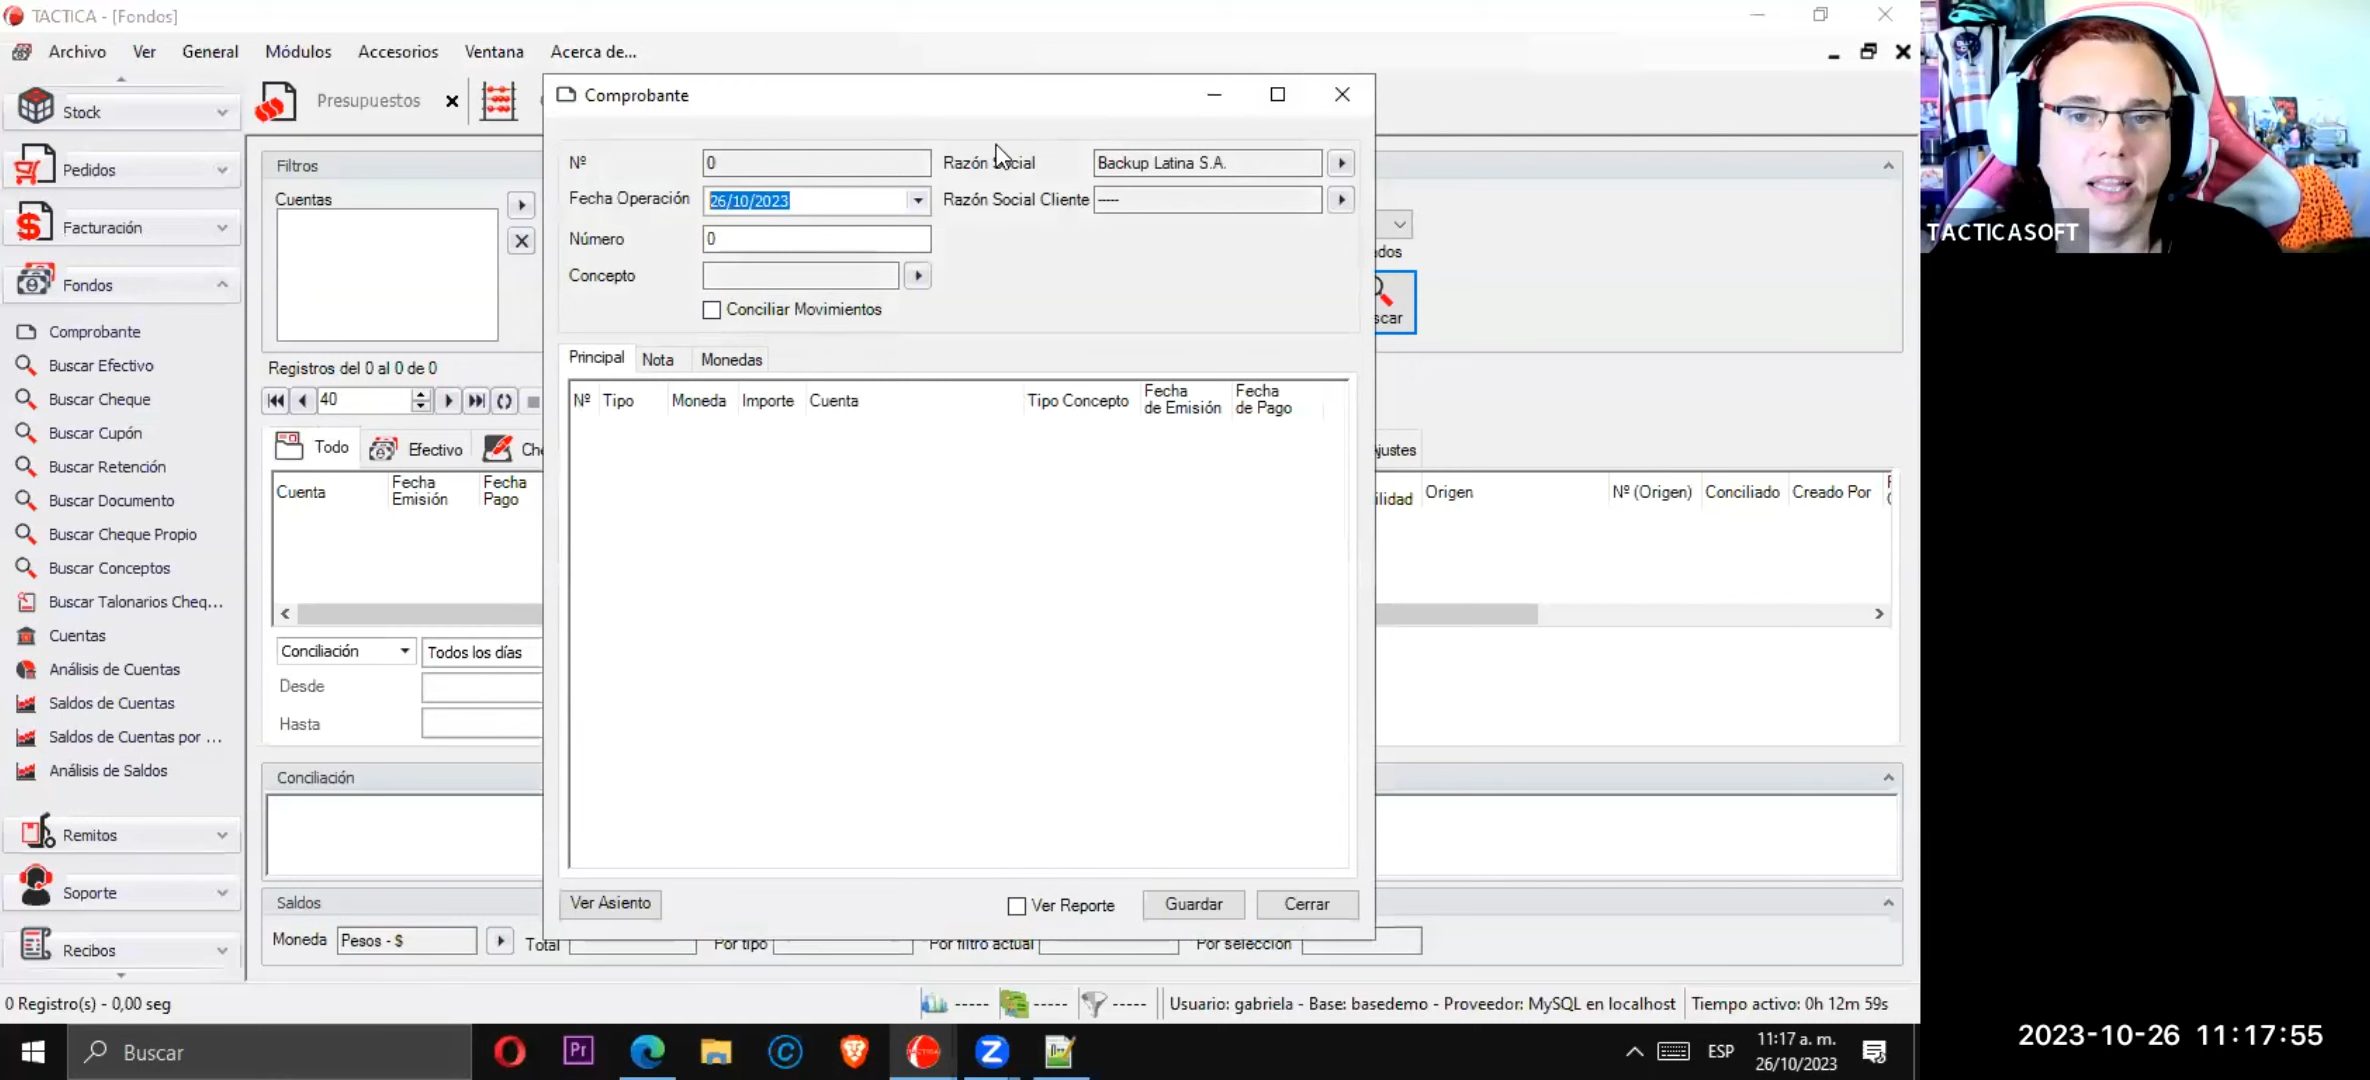 TACTICA - [Fondos]
Archivo Ver General Módulos Accesorios Ventana Acerca de...
Presupuestos
Stock
Pedidos
Facturación
Fondos
Comprobante
Buscar Efectivo
Buscar Cheque
Buscar Cupón
Buscar Retención
Buscar Documento
Buscar Cheque Propio
Buscar Conceptos
Buscar Talonarios Cheq...
Cuentas
Análisis de Cuentas
Saldos de Cuentas
Saldos de Cuentas por ...
Análisis de Saldos
Remitos
Soporte
Recibos
Filtros
Cuentas
Registros del 0 al 0 de 0
40
Todo Efectivo
Cuenta Fecha Emisión Fecha Pago
Origen Nº (Origen) Conciliado Creado Por
Conciliación Todos los días
Desde
Hasta
Conciliación
Saldos
Moneda Pesos - $ Total Por tipo Por filtro actual Por selección
Comprobante
Nº 0 Razón Social Backup Latina S.A.
Fecha Operación 26/10/2023 Razón Social Cliente -----
Número 0
Concepto
Conciliar Movimientos
Principal Nota Monedas
Nº Tipo Moneda Importe Cuenta Tipo Concepto Fecha de Emisión Fecha de Pago
Ver Asiento Ver Reporte Guardar Cerrar
0 Registro(s) - 0,00 seg
----- ----- ----- Usuario: gabriela - Base: basedemo - Proveedor: MySQL en localhost Tiempo activo: 0h 12m 59s
Buscar
Pr
ESP
11:17 a. m.
26/10/2023
TACTICASOFT
2023-10-26 11:17:55